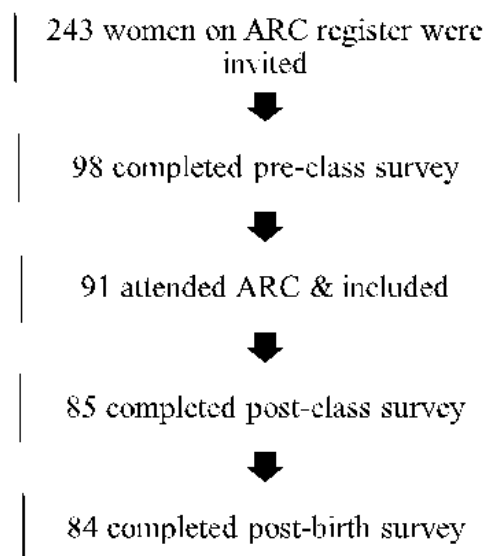 243 women on ARC register were
invited
98 completed pre-class survey
91 attended ARC & included
85 completed post-class survey
84 completed post-birth survey